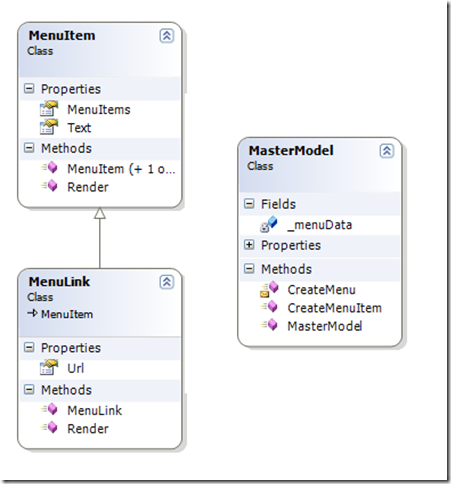 MenuItem
Class
Properties
MenuItems
Text
Methods
MenuItem (+ 1 o...
Render
MenuLink
Class
MenuItem
Properties
Url
Methods
MenuLink
Render
MasterModel
Class
Fields
_menuData
Properties
Methods
CreateMenu
CreateMenuItem
MasterModel